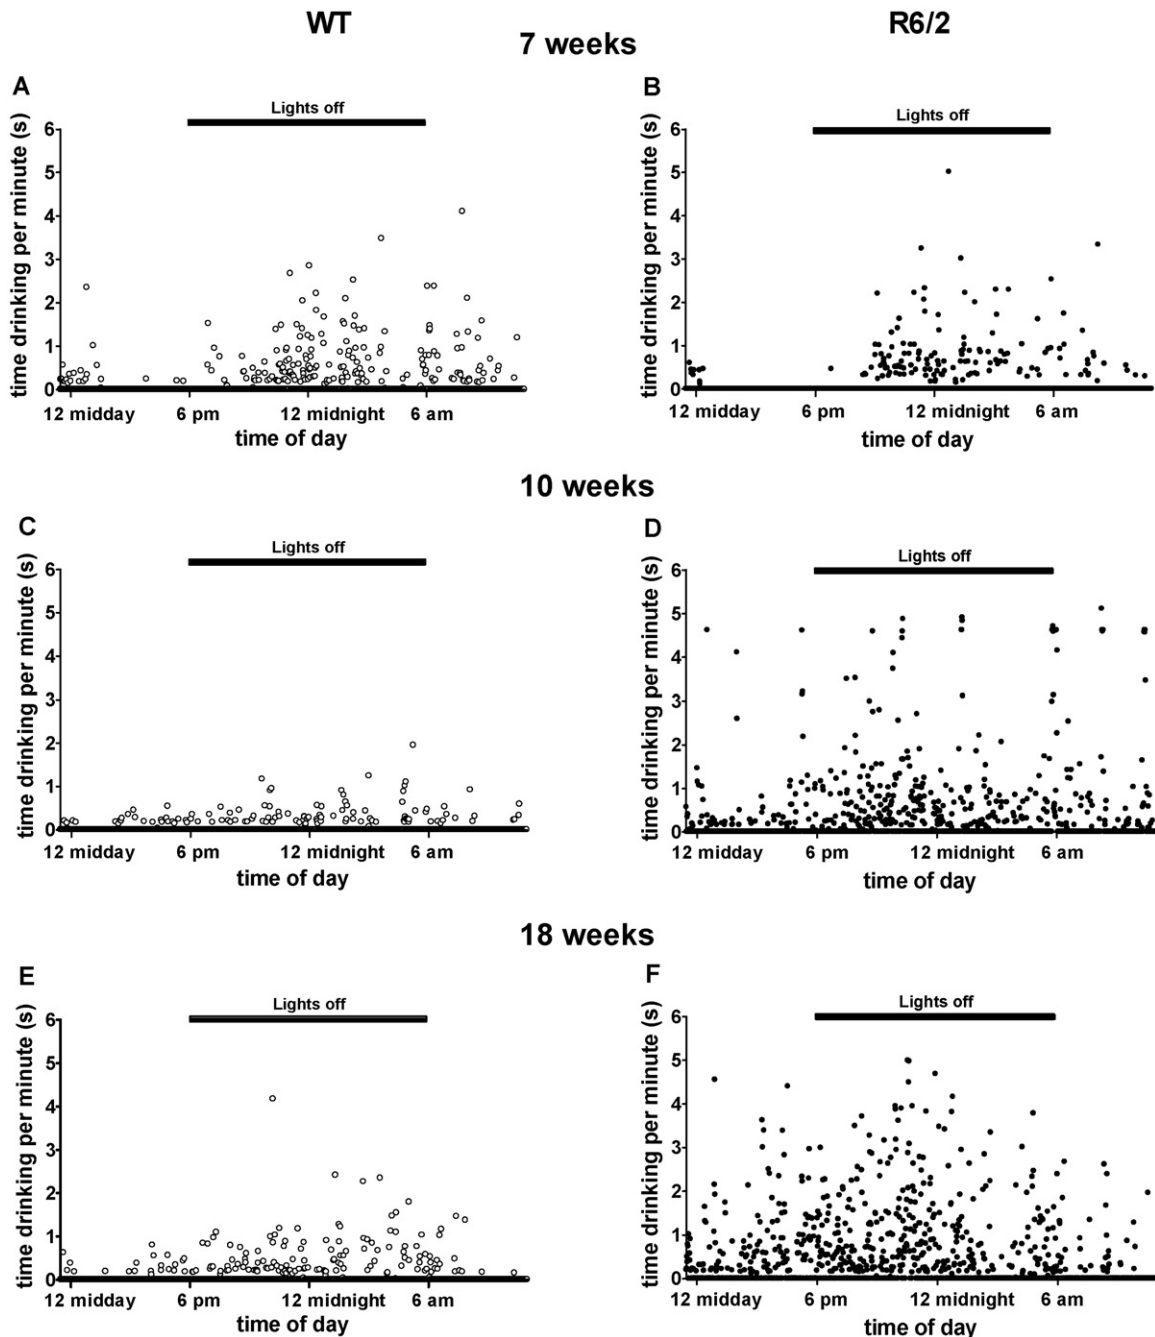 WT
R6/2
7 weeks
A
Lights off
time drinking per minute (s)
6
5
4
3
2
1
0
12 midday
6 pm
12 midnight
6 am
time of day
B
Lights off
time drinking per minute (s)
6
5
4
3
2
1
0
12 midday
6 pm
12 midnight
6 am
time of day
10 weeks
C
Lights off
time drinking per minute (s)
6
5
4
3
2
1
0
12 midday
6 pm
12 midnight
6 am
time of day
D
Lights off
time drinking per minute (s)
6
5
4
3
2
1
0
12 midday
6 pm
12 midnight
6 am
time of day
18 weeks
E
Lights off
time drinking per minute (s)
6
5
4
3
2
1
0
12 midday
6 pm
12 midnight
6 am
time of day
F
Lights off
time drinking per minute (s)
6
5
4
3
2
1
0
12 midday
6 pm
12 midnight
6 am
time of day